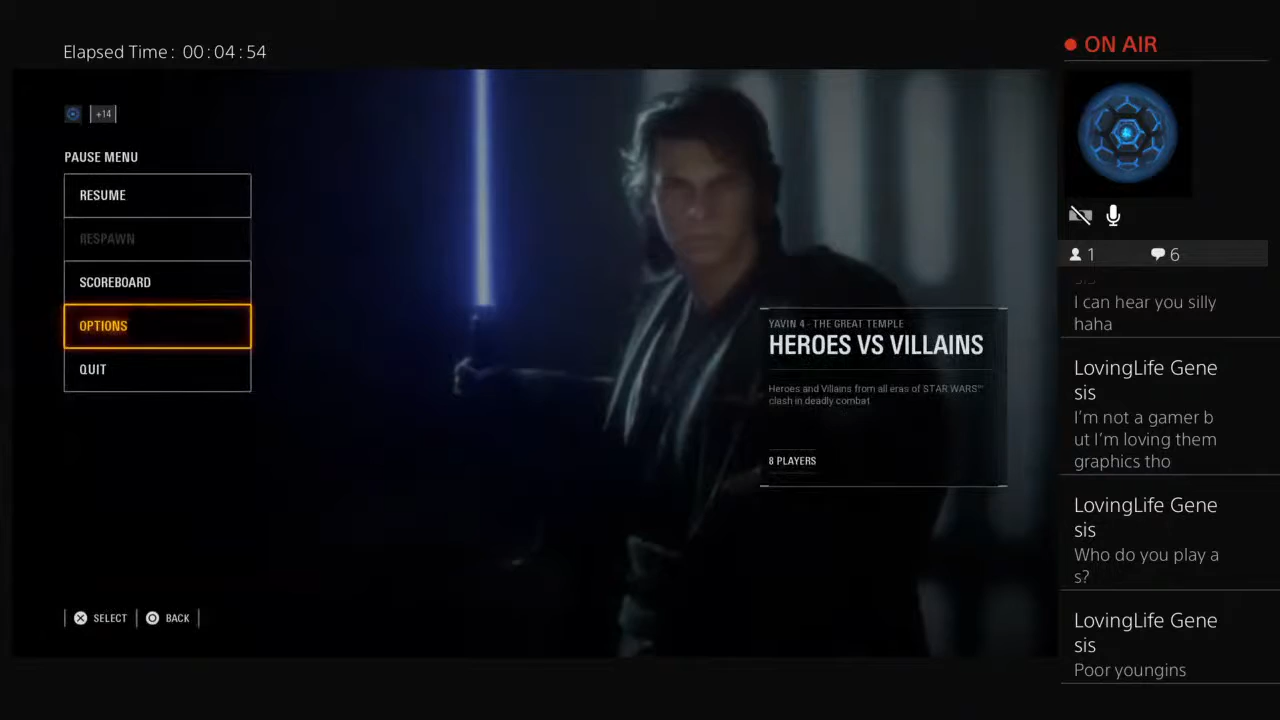 Elapsed Time: 00:04:54
+14
PAUSE MENU
RESUME
RESPAWN
SCOREBOARD
OPTIONS
QUIT
SELECT
BACK
YAVIN 4 - THE GREAT TEMPLE
HEROES VS VILLAINS
Heroes and Villains from all eras of STAR WARS™
clash in deadly combat
8 PLAYERS
ON AIR
1
6
I can hear you silly
haha
LovingLife Gene
sis
I'm not a gamer b
ut I'm loving them
graphics tho
LovingLife Gene
sis
Who do you play a
s?
LovingLife Gene
sis
Poor youngins